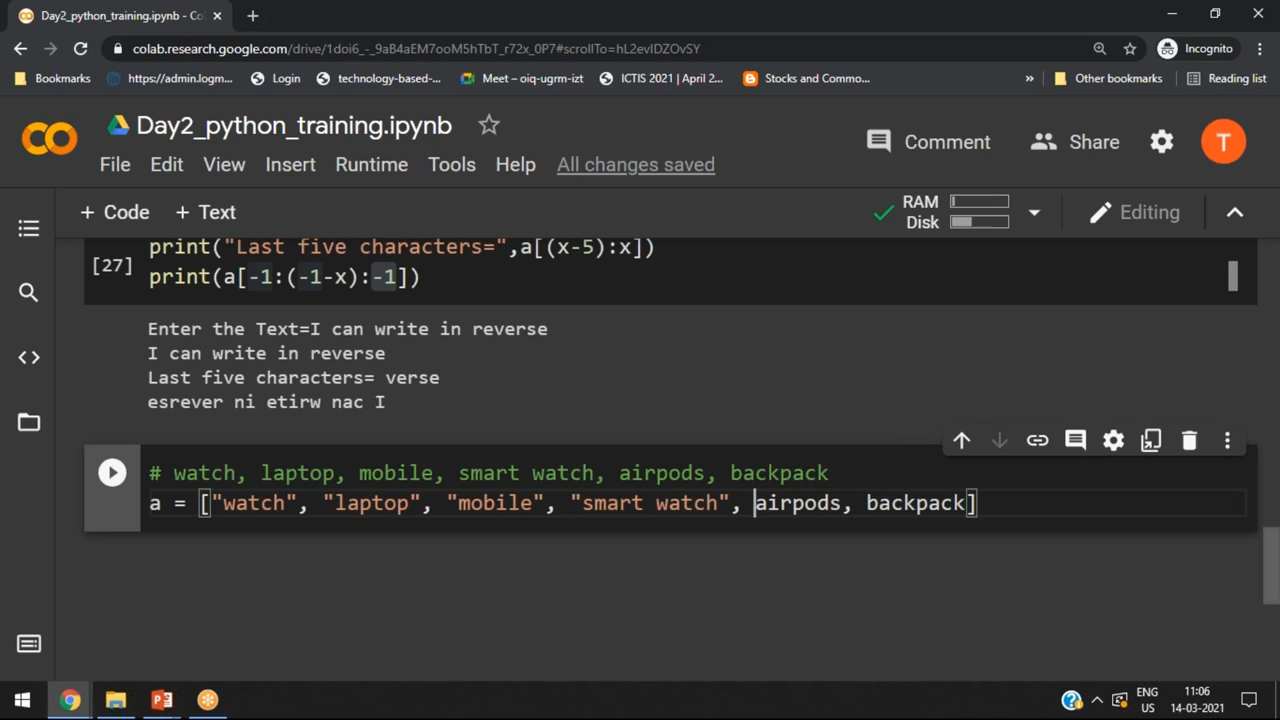 Day2_python_training.ipynb - Co
colab.research.google.com/drive/1doi6_-_9aB4aEM7ooM5hTbT_r72x_0P7#scrollTo=hL2evIDZOvSY
Incognito
Bookmarks
https://admin.logm...
Login
technology-based-...
Meet – oiq-ugrm-izt
ICTIS 2021 | April 2...
Stocks and Commo...
»
Other bookmarks
Reading list
Day2_python_training.ipynb
Comment
Share
T
File Edit View Insert Runtime Tools Help All changes saved
+ Code + Text
RAM
Disk
Editing
print("Last five characters=",a[(x-5):x])
[27]
print(a[-1:(-1-x):-1])
Enter the Text=I can write in reverse
I can write in reverse
Last five characters= verse
esrever ni etirw nac I
# watch, laptop, mobile, smart watch, airpods, backpack
a = ["watch", "laptop", "mobile", "smart watch", airpods, backpack]
ENG
US
11:06
14-03-2021